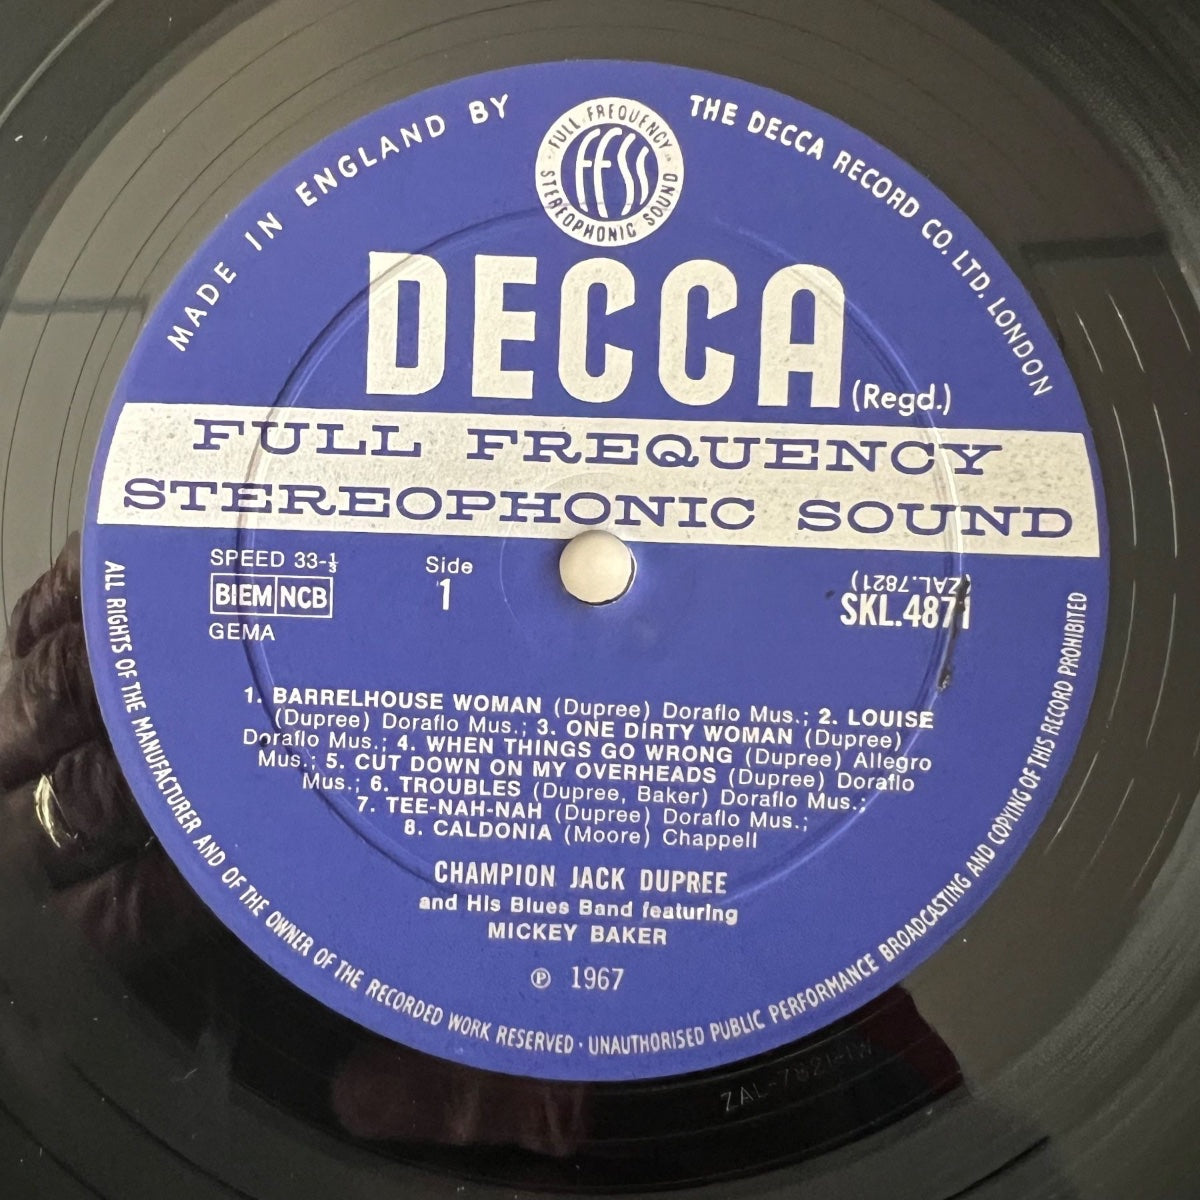 MADE IN ENGLAND BY THE DECCA RECORD CO. LTD. LONDON
FULL FREQUENCY
FFSS
STEREOPHONIC SOUND
DECCA (Regd.)
FULL FREQUENCY
STEREOPHONIC SOUND
SPEED 33-⅓
BIEM NCB
GEMA
Side
1
(ZAL.7821)
SKL.4871
1. BARRELHOUSE WOMAN (Dupree) Doraflo Mus.; 2. LOUISE
(Dupree) Doraflo Mus.; 3. ONE DIRTY WOMAN (Dupree)
Doraflo Mus.; 4. WHEN THINGS GO WRONG (Dupree) Allegro
Mus.; 5. CUT DOWN ON MY OVERHEADS (Dupree) Doraflo
Mus.; 6. TROUBLES (Dupree, Baker) Doraflo Mus.;
7. TEE-NAH-NAH (Dupree) Doraflo Mus.;
8. CALDONIA (Moore) Chappell
CHAMPION JACK DUPREE
and His Blues Band featuring
MICKEY BAKER
℗ 1967
ALL RIGHTS OF THE MANUFACTURER AND OF THE OWNER OF THE RECORDED WORK RESERVED · UNAUTHORISED PUBLIC PERFORMANCE BROADCASTING AND COPYING OF THIS RECORD PROHIBITED
ZAL-7821-1W